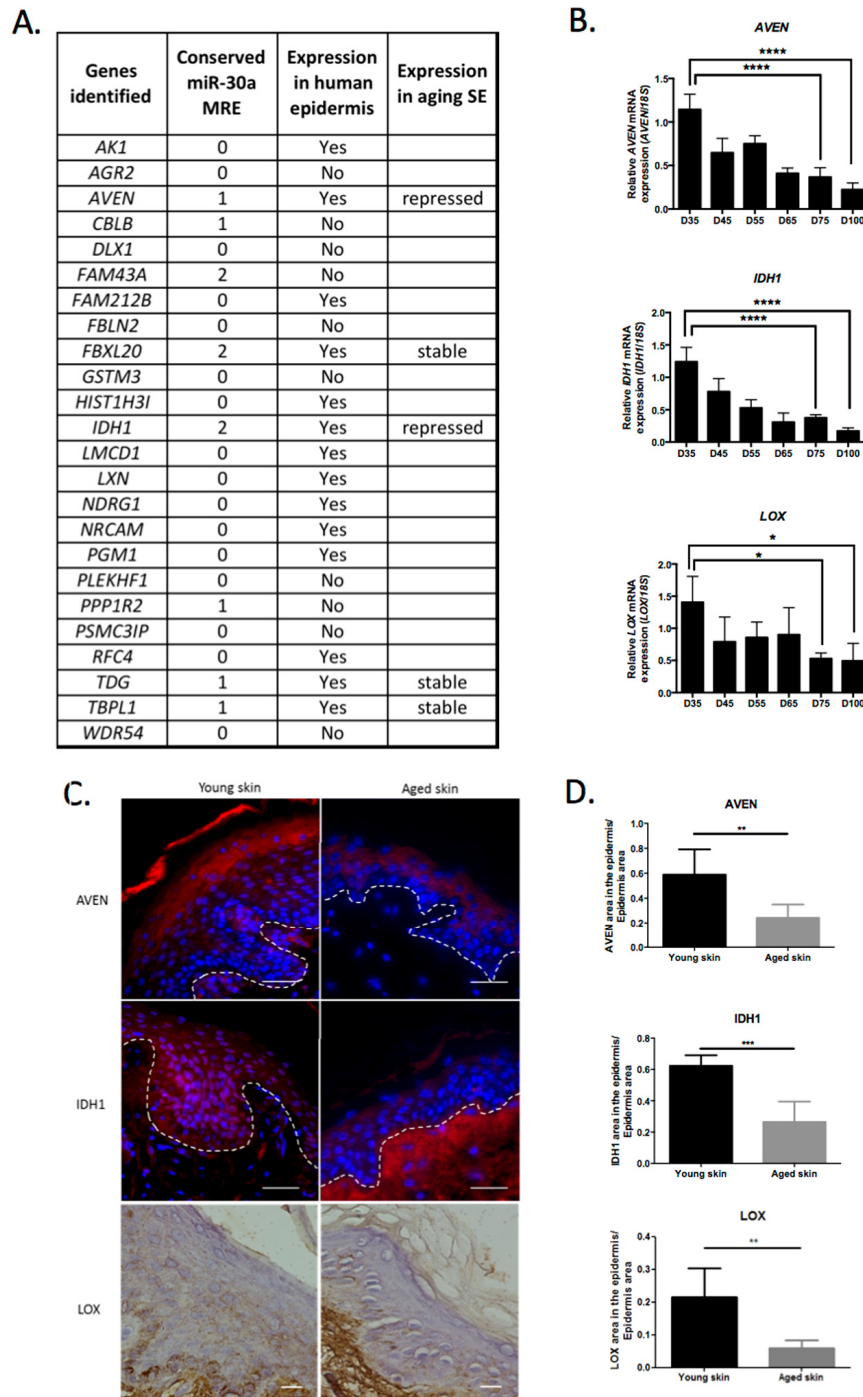 A.
Genes identified Conserved miR-30a MRE Expression in human epidermis Expression in aging SE
AK1 0 Yes
AGR2 0 No
AVEN 1 Yes repressed
CBLB 1 No
DLX1 0 No
FAM43A 2 No
FAM212B 0 Yes
FBLN2 0 No
FBXL20 2 Yes stable
GSTM3 0 No
HIST1H3I 0 Yes
IDH1 2 Yes repressed
LMCD1 0 Yes
LXN 0 Yes
NDRG1 0 Yes
NRCAM 0 Yes
PGM1 0 Yes
PLEKHF1 0 No
PPP1R2 1 No
PSMC3IP 0 No
RFC4 0 Yes
TDG 1 Yes stable
TBPL1 1 Yes stable
WDR54 0 No
B.
AVEN
****
****
Relative AVEN mRNA
expression (AVEN/18S)
1.5
1.0
0.5
0.0
D35 D45 D55 D65 D75 D100
IDH1
****
****
Relative IDH1 mRNA
expression (IDH1/18S)
2.0
1.5
1.0
0.5
0.0
D35 D45 D55 D65 D75 D100
LOX
*
*
Relative LOX mRNA
expression (LOX/18S)
2.0
1.5
1.0
0.5
0.0
D35 D45 D55 D65 D75 D100
C.
Young skin Aged skin
AVEN
IDH1
LOX
D.
AVEN
**
AVEN area in the epidermis/
Epidermis area
1.0
0.8
0.6
0.4
0.2
0.0
Young skin Aged skin
IDH1
***
IDH1 area in the epidermis/
Epidermis area
0.8
0.6
0.4
0.2
0.0
Young skin Aged skin
LOX
**
LOX area in the epidermis/
Epidermis area
0.4
0.3
0.2
0.1
0.0
Young skin Aged skin